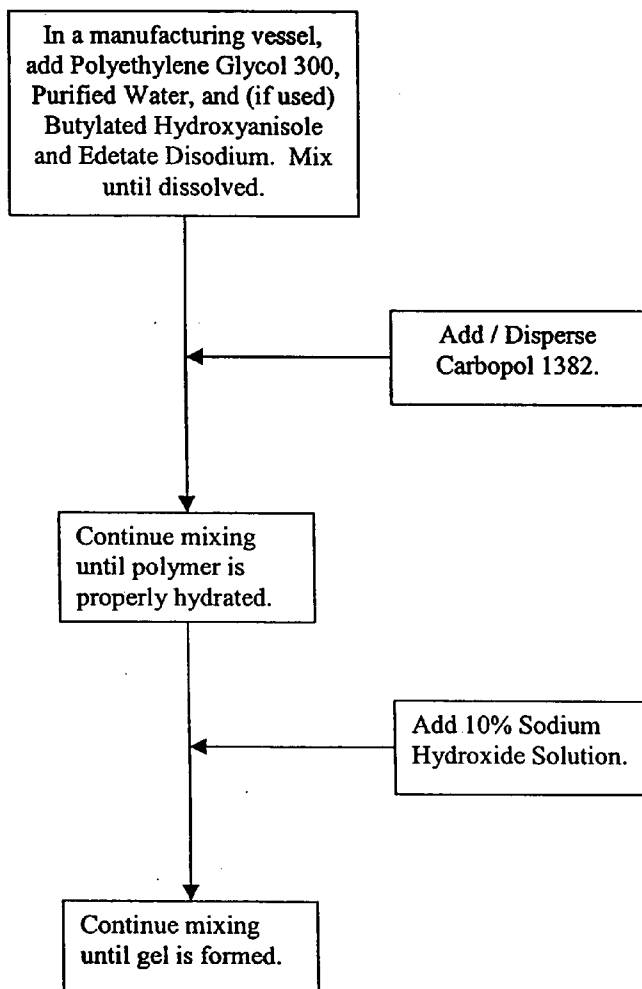 In a manufacturing vessel,
add Polyethylene Glycol 300,
Purified Water, and (if used)
Butylated Hydroxyanisole
and Edetate Disodium. Mix
until dissolved.
Add / Disperse
Carbopol 1382.
Continue mixing
until polymer is
properly hydrated.
Add 10% Sodium
Hydroxide Solution.
Continue mixing
until gel is formed.